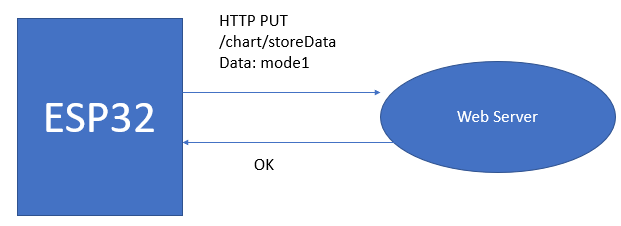 ESP32
HTTP PUT
/chart/storeData
Data: mode1
Web Server
OK